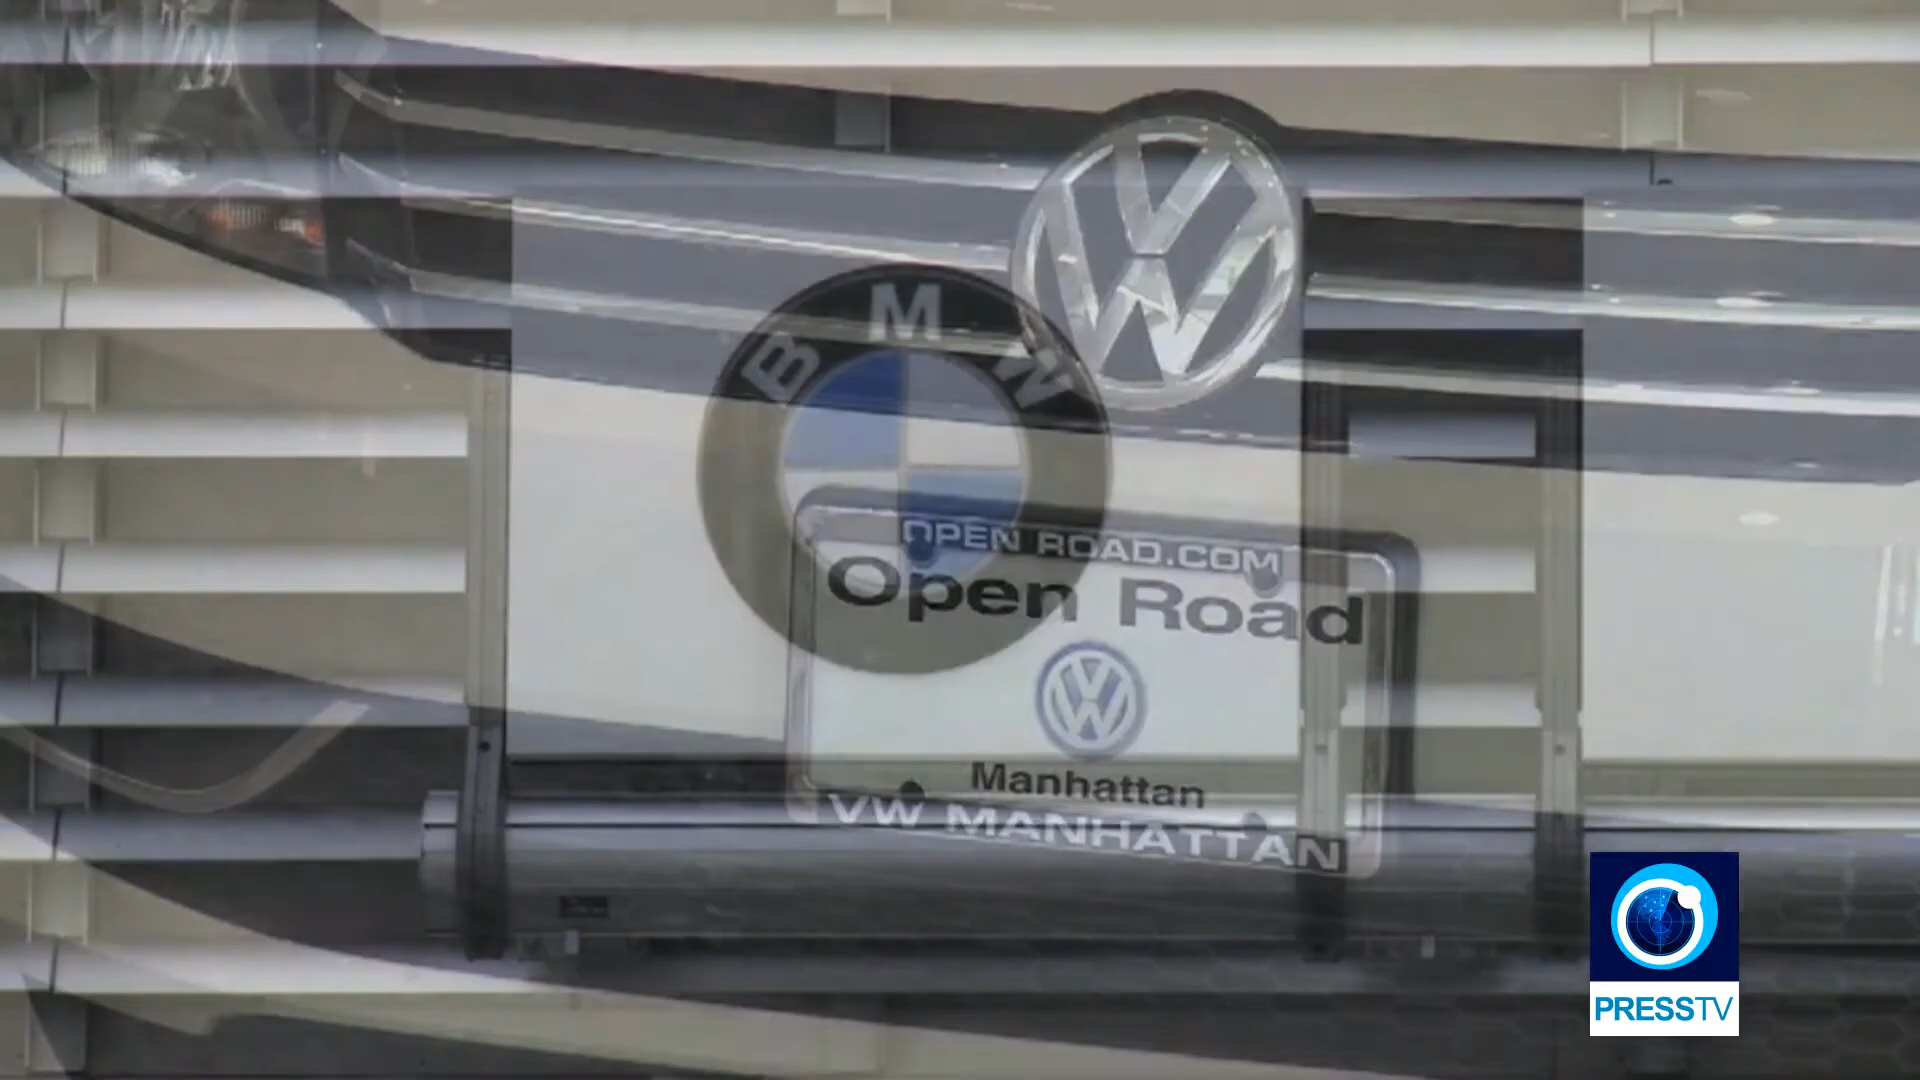 BMW
OPEN ROAD.COM
Open Road
Manhattan
VW MANHATTAN
PRESSTV